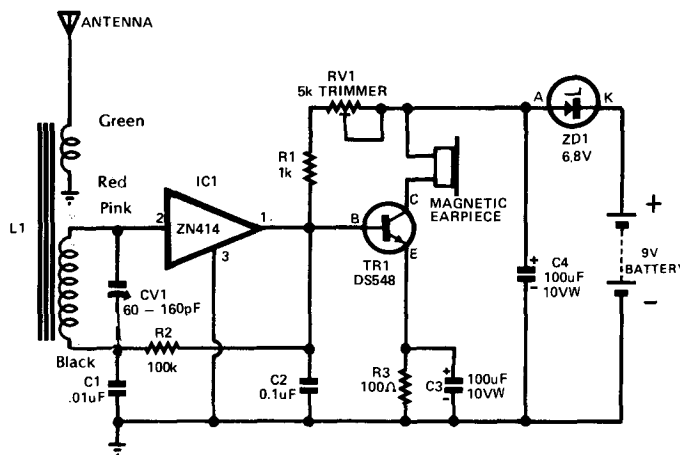 ANTENNA
RV1
5k TRIMMER
A
K
ZD1
6,8V
Green
R1
1k
IC1
Red
Pink
MAGNETIC
EARPIECE
+
L1
2
ZN414
1
3
B
C
E
TR1
DS548
9V
BATTERY
−
CV1
60 – 160pF
+
C4
100uF
-
10VW
Black
R2
100k
C1
.01uF
C2
0.1uF
R3
100Ω
+
C3
-
100uF
10VW